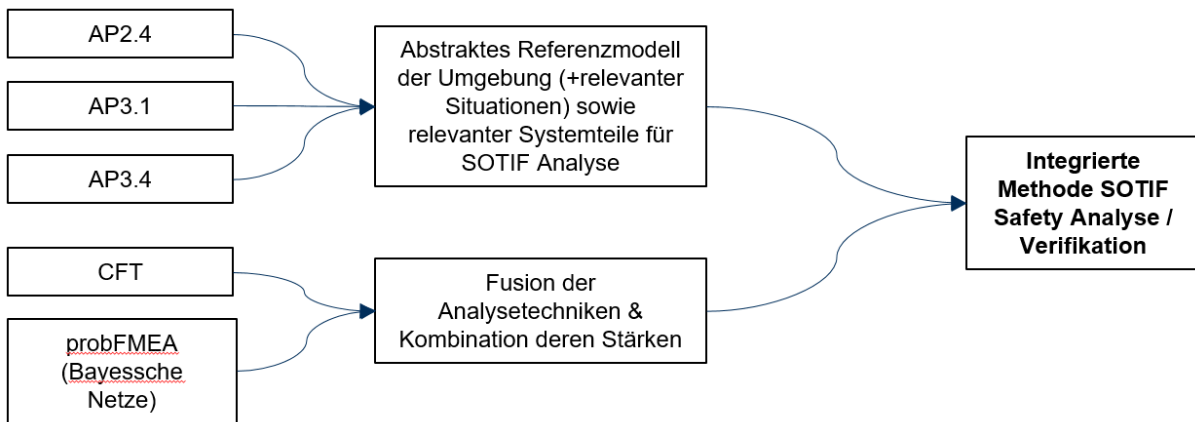 AP2.4
AP3.1
AP3.4
Abstraktes Referenzmodell
der Umgebung (+relevanter
Situationen) sowie
relevanter Systemteile für
SOTIF Analyse
CFT
probFMEA
(Bayessche
Netze)
Fusion der
Analysetechniken &
Kombination deren Stärken
Integrierte
Methode SOTIF
Safety Analyse /
Verifikation